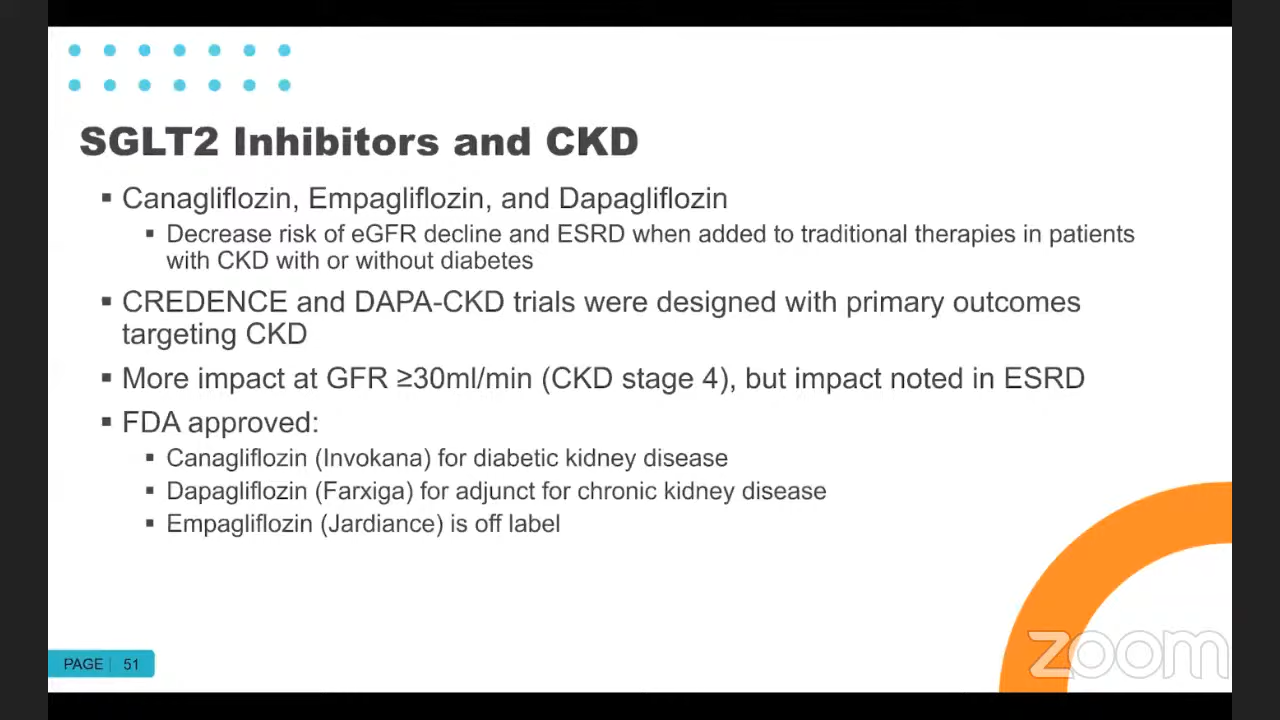 SGLT2 Inhibitors and CKD
▪ Canagliflozin, Empagliflozin, and Dapagliflozin
▪ Decrease risk of eGFR decline and ESRD when added to traditional therapies in patients
with CKD with or without diabetes
▪ CREDENCE and DAPA-CKD trials were designed with primary outcomes
targeting CKD
▪ More impact at GFR ≥30ml/min (CKD stage 4), but impact noted in ESRD
▪ FDA approved:
▪ Canagliflozin (Invokana) for diabetic kidney disease
▪ Dapagliflozin (Farxiga) for adjunct for chronic kidney disease
▪ Empagliflozin (Jardiance) is off label
PAGE | 51
zoom